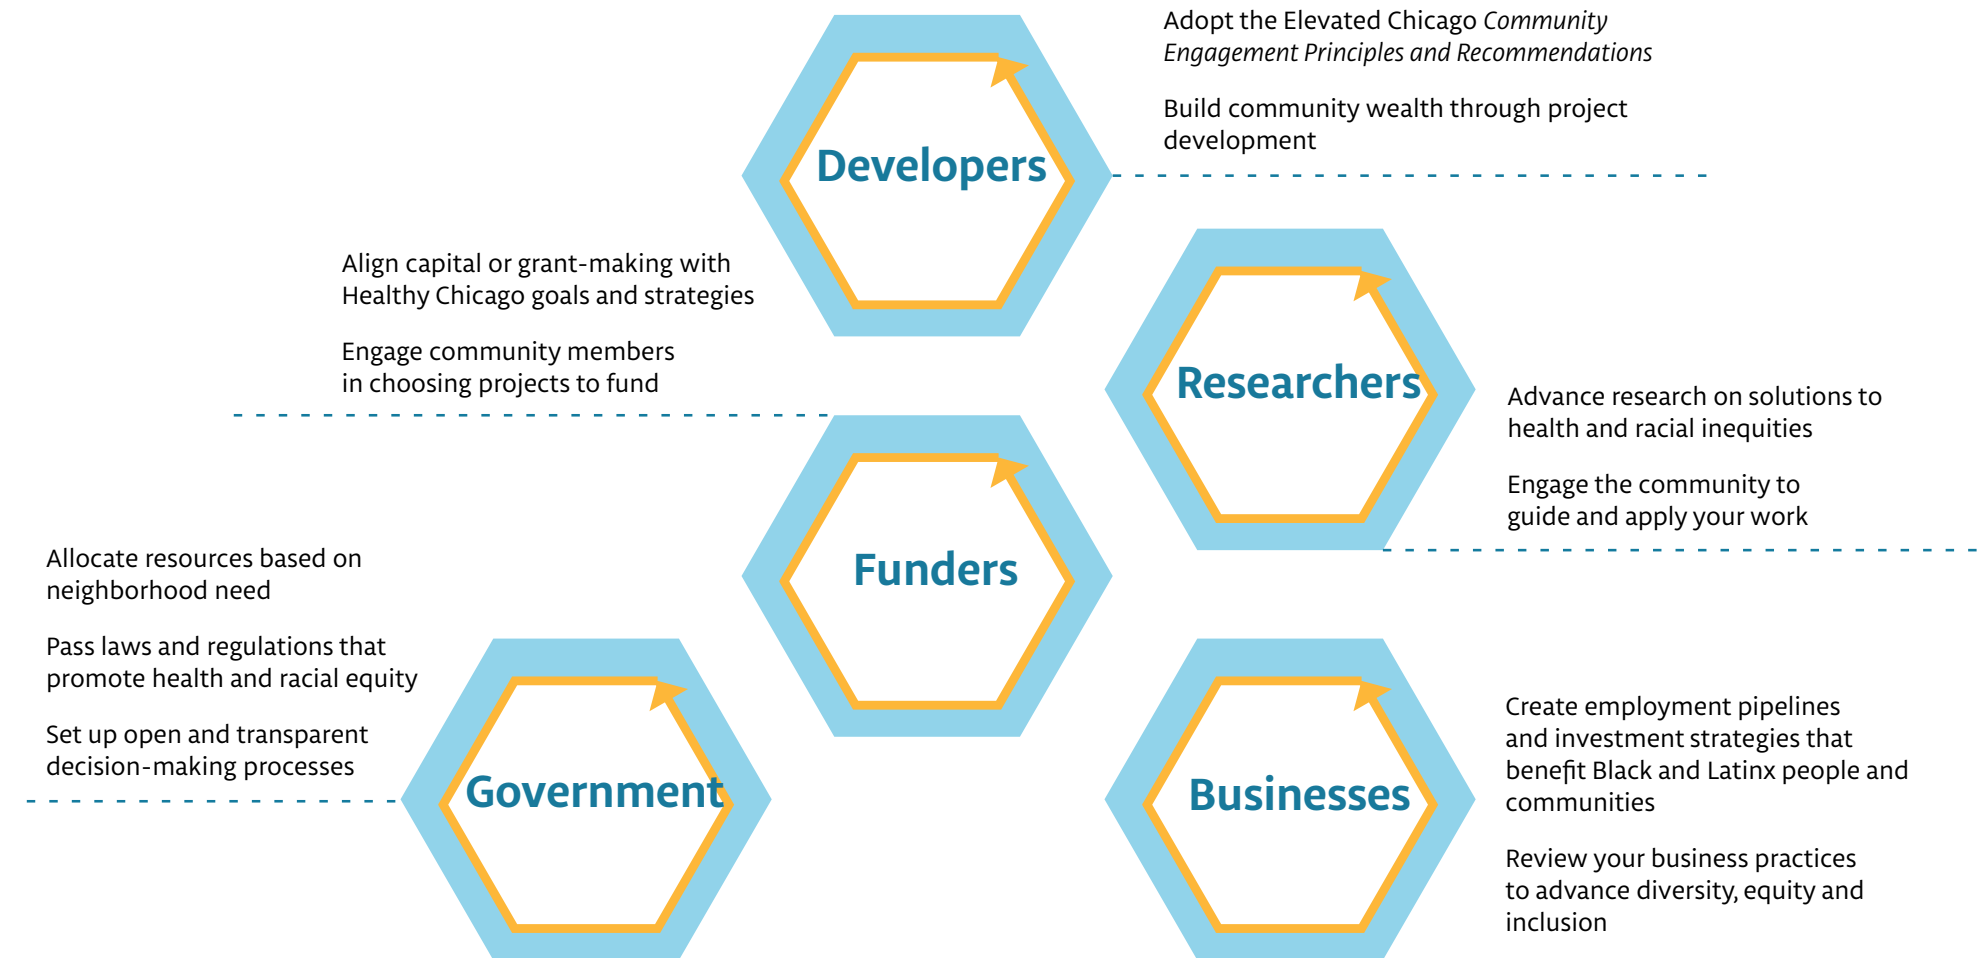 Adopt the Elevated Chicago Community
Engagement Principles and Recommendations
Build community wealth through project
development
Developers
Align capital or grant-making with
Healthy Chicago goals and strategies
Engage community members
in choosing projects to fund
Researchers
Advance research on solutions to
health and racial inequities
Engage the community to
guide and apply your work
Funders
Allocate resources based on
neighborhood need
Pass laws and regulations that
promote health and racial equity
Set up open and transparent
decision-making processes
Government
Businesses
Create employment pipelines
and investment strategies that
benefit Black and Latinx people and
communities
Review your business practices
to advance diversity, equity and
inclusion